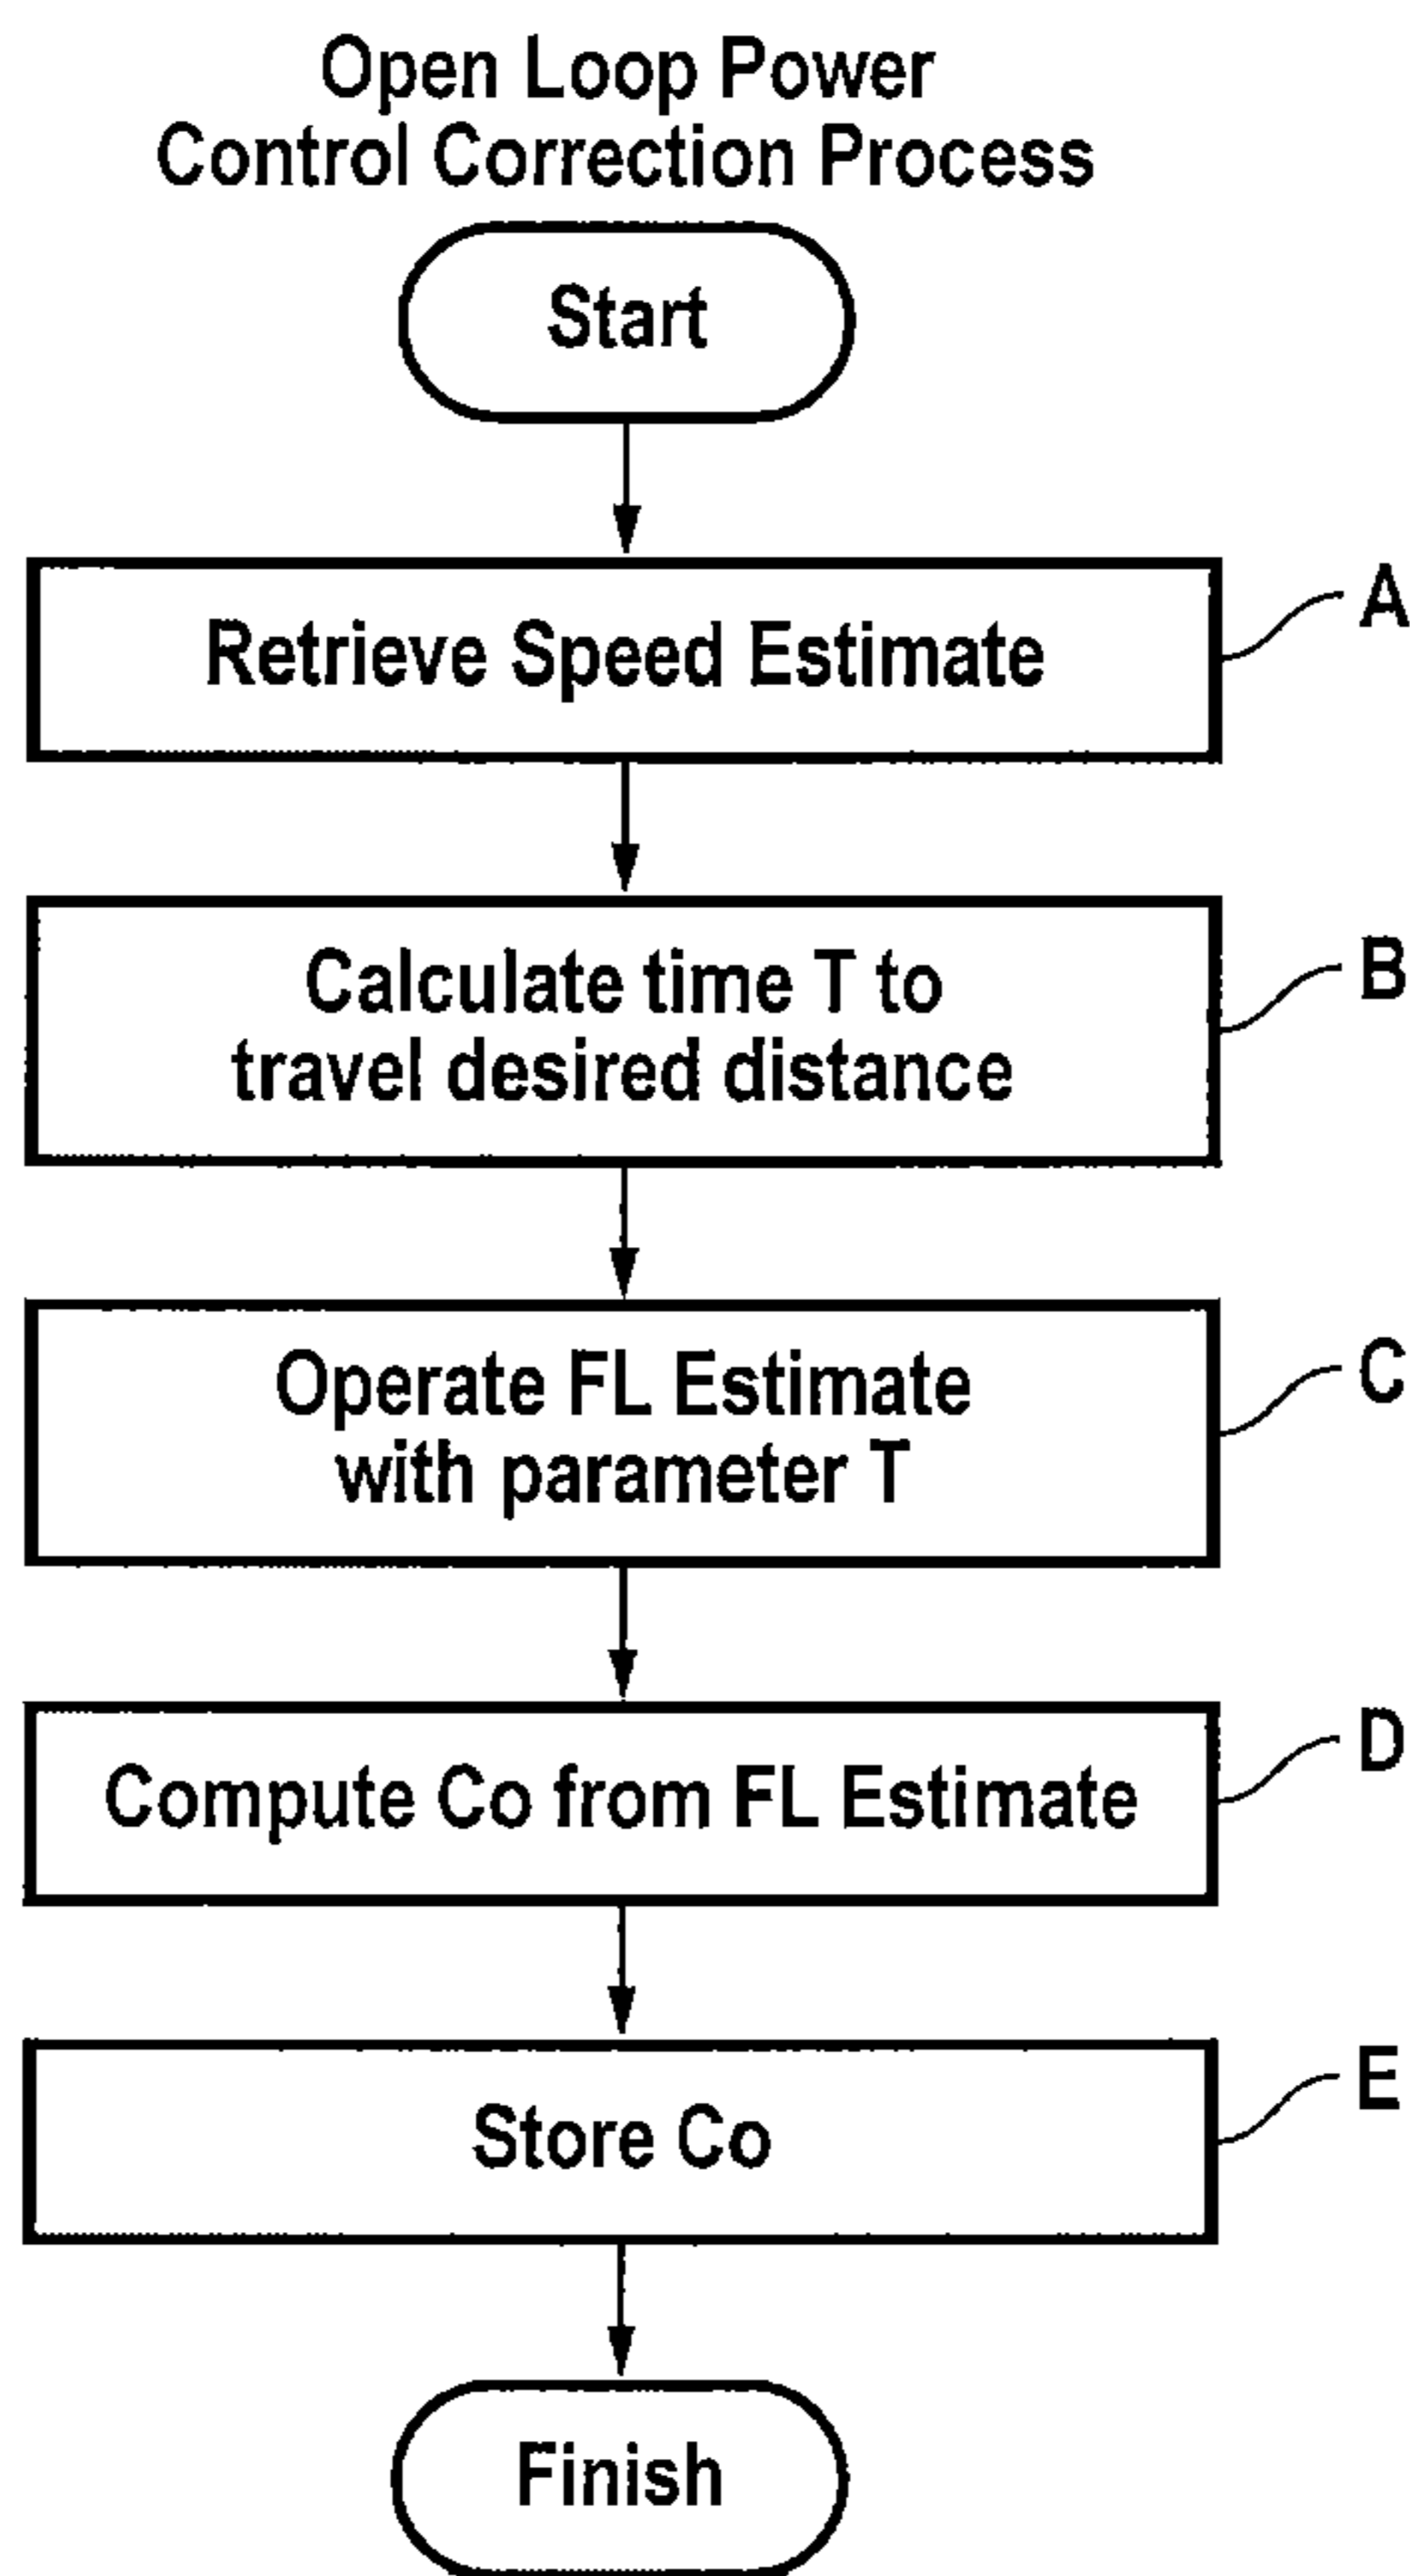 Open Loop Power
Control Correction Process
Start
Retrieve Speed Estimate
A
Calculate time T to
travel desired distance
B
Operate FL Estimate
with parameter T
C
Compute Co from FL Estimate
D
Store Co
E
Finish